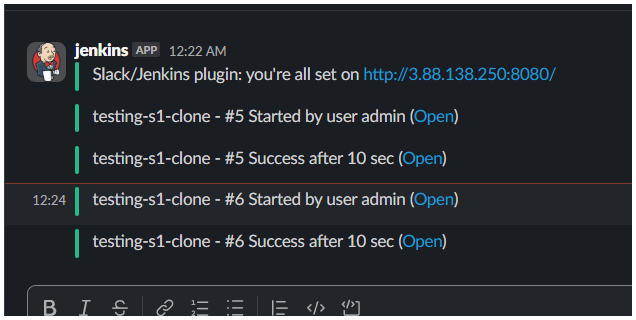 jenkins APP 12:22 AM
Slack/Jenkins plugin: you're all set on http://3.88.138.250:8080/
testing-s1-clone - #5 Started by user admin (Open)
testing-s1-clone - #5 Success after 10 sec (Open)
12:24 testing-s1-clone - #6 Started by user admin (Open)
testing-s1-clone - #6 Success after 10 sec (Open)